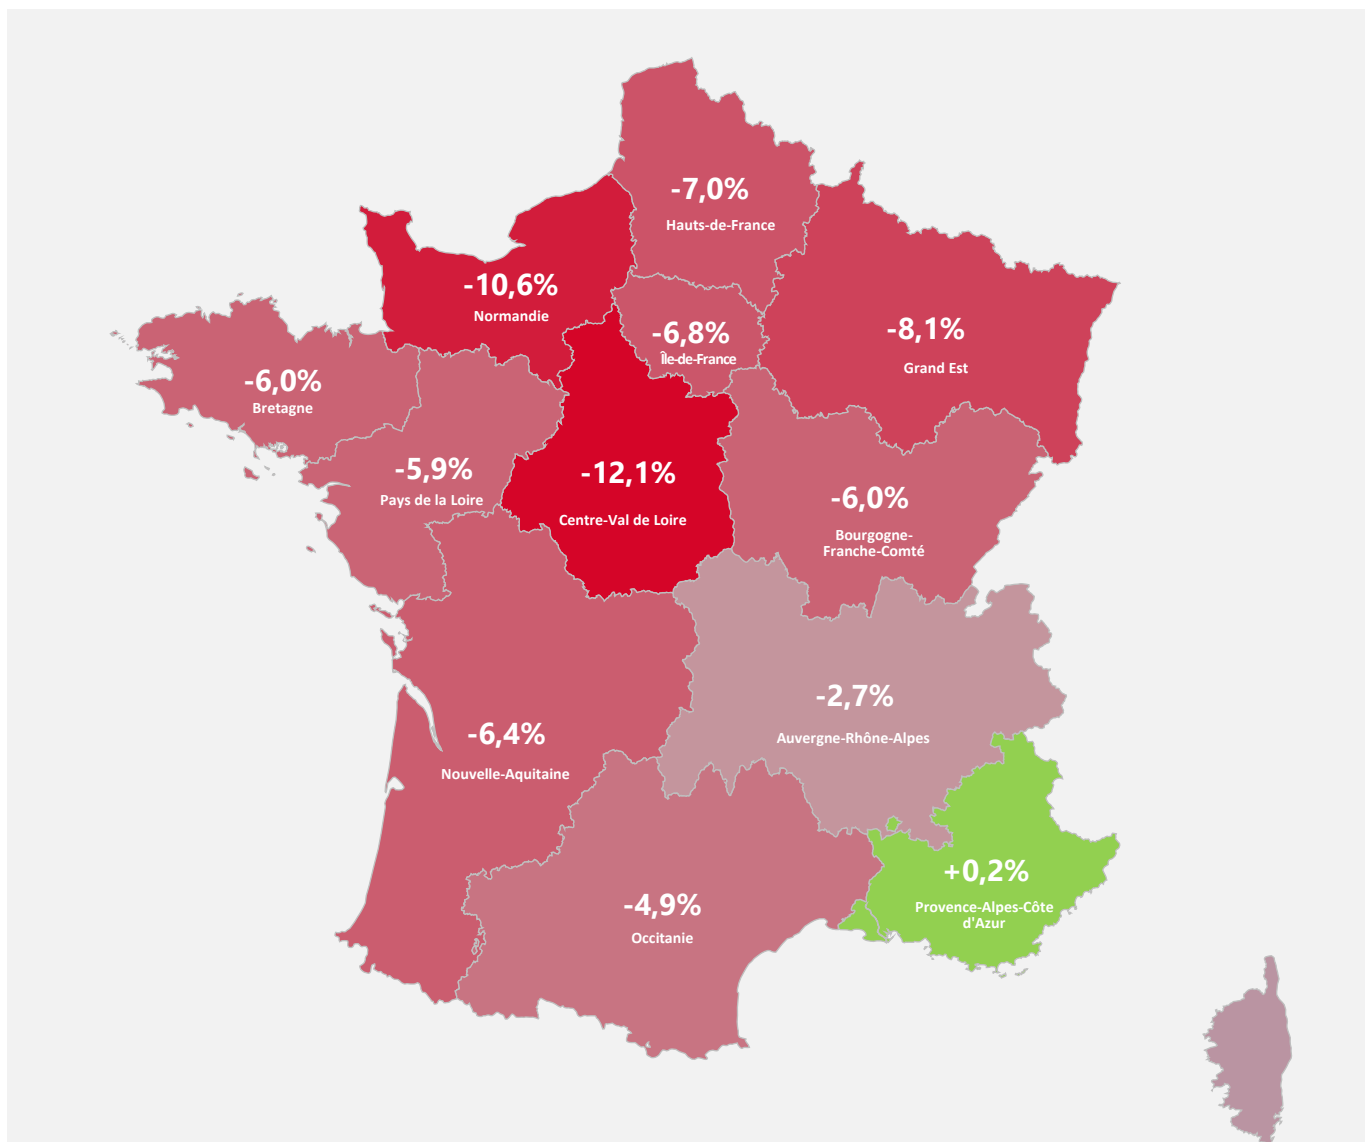 -7,0%
Hauts-de-France
-10,6%
Normandie
-6,8%
Île-de-France
-8,1%
Grand Est
-6,0%
Bretagne
-5,9%
Pays de la Loire
-12,1%
Centre-Val de Loire
-6,0%
Bourgogne-
Franche-Comté
-2,7%
Auvergne-Rhône-Alpes
-6,4%
Nouvelle-Aquitaine
-4,9%
Occitanie
+0,2%
Provence-Alpes-Côte
d'Azur